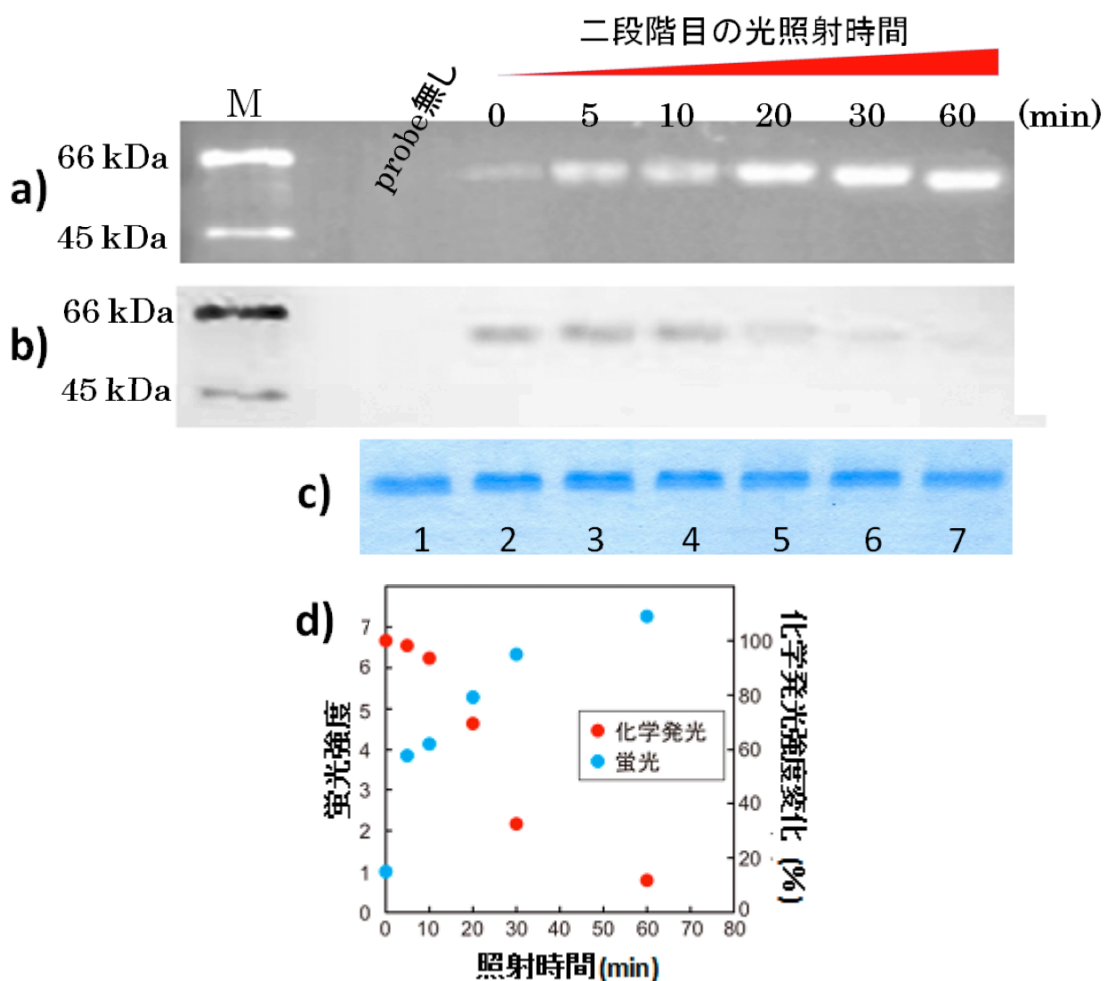 二段階目の光照射時間
M
probe無し
0 5 10 20 30 60 (min)
a)
66 kDa
45 kDa
b)
66 kDa
45 kDa
c)
1 2 3 4 5 6 7
d)
7
6
5
4
3
2
1
0
蛍光強度
100
80
60
40
20
0
化学発光強度変化 (%)
化学発光
蛍光
0 10 20 30 40 50 60 70 80
照射時間(min)